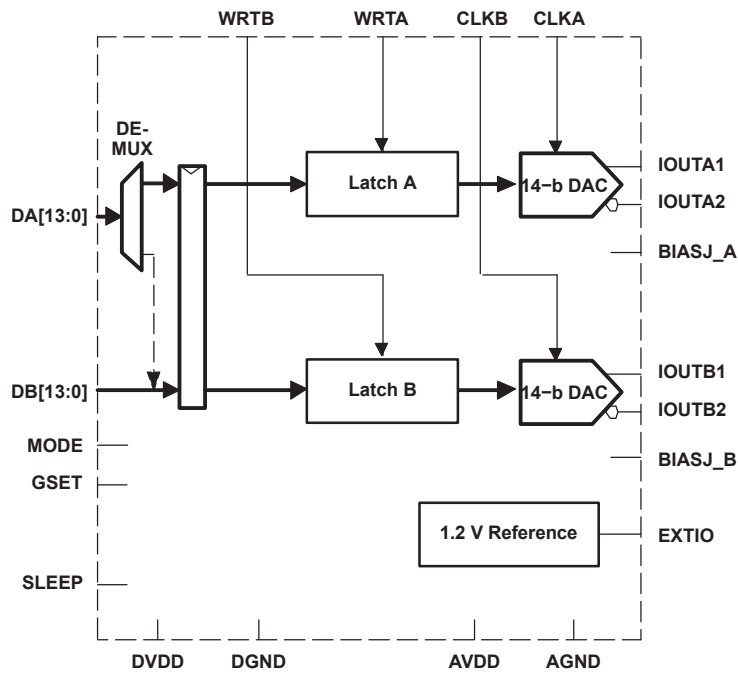 WRTB WRTA CLKB CLKA
DE-
MUX
DA[13:0]
Latch A
14−b DAC
IOUTA1
IOUTA2
BIASJ_A
DB[13:0]
Latch B
14−b DAC
IOUTB1
IOUTB2
BIASJ_B
MODE
GSET
1.2 V Reference
EXTIO
SLEEP
DVDD DGND AVDD AGND